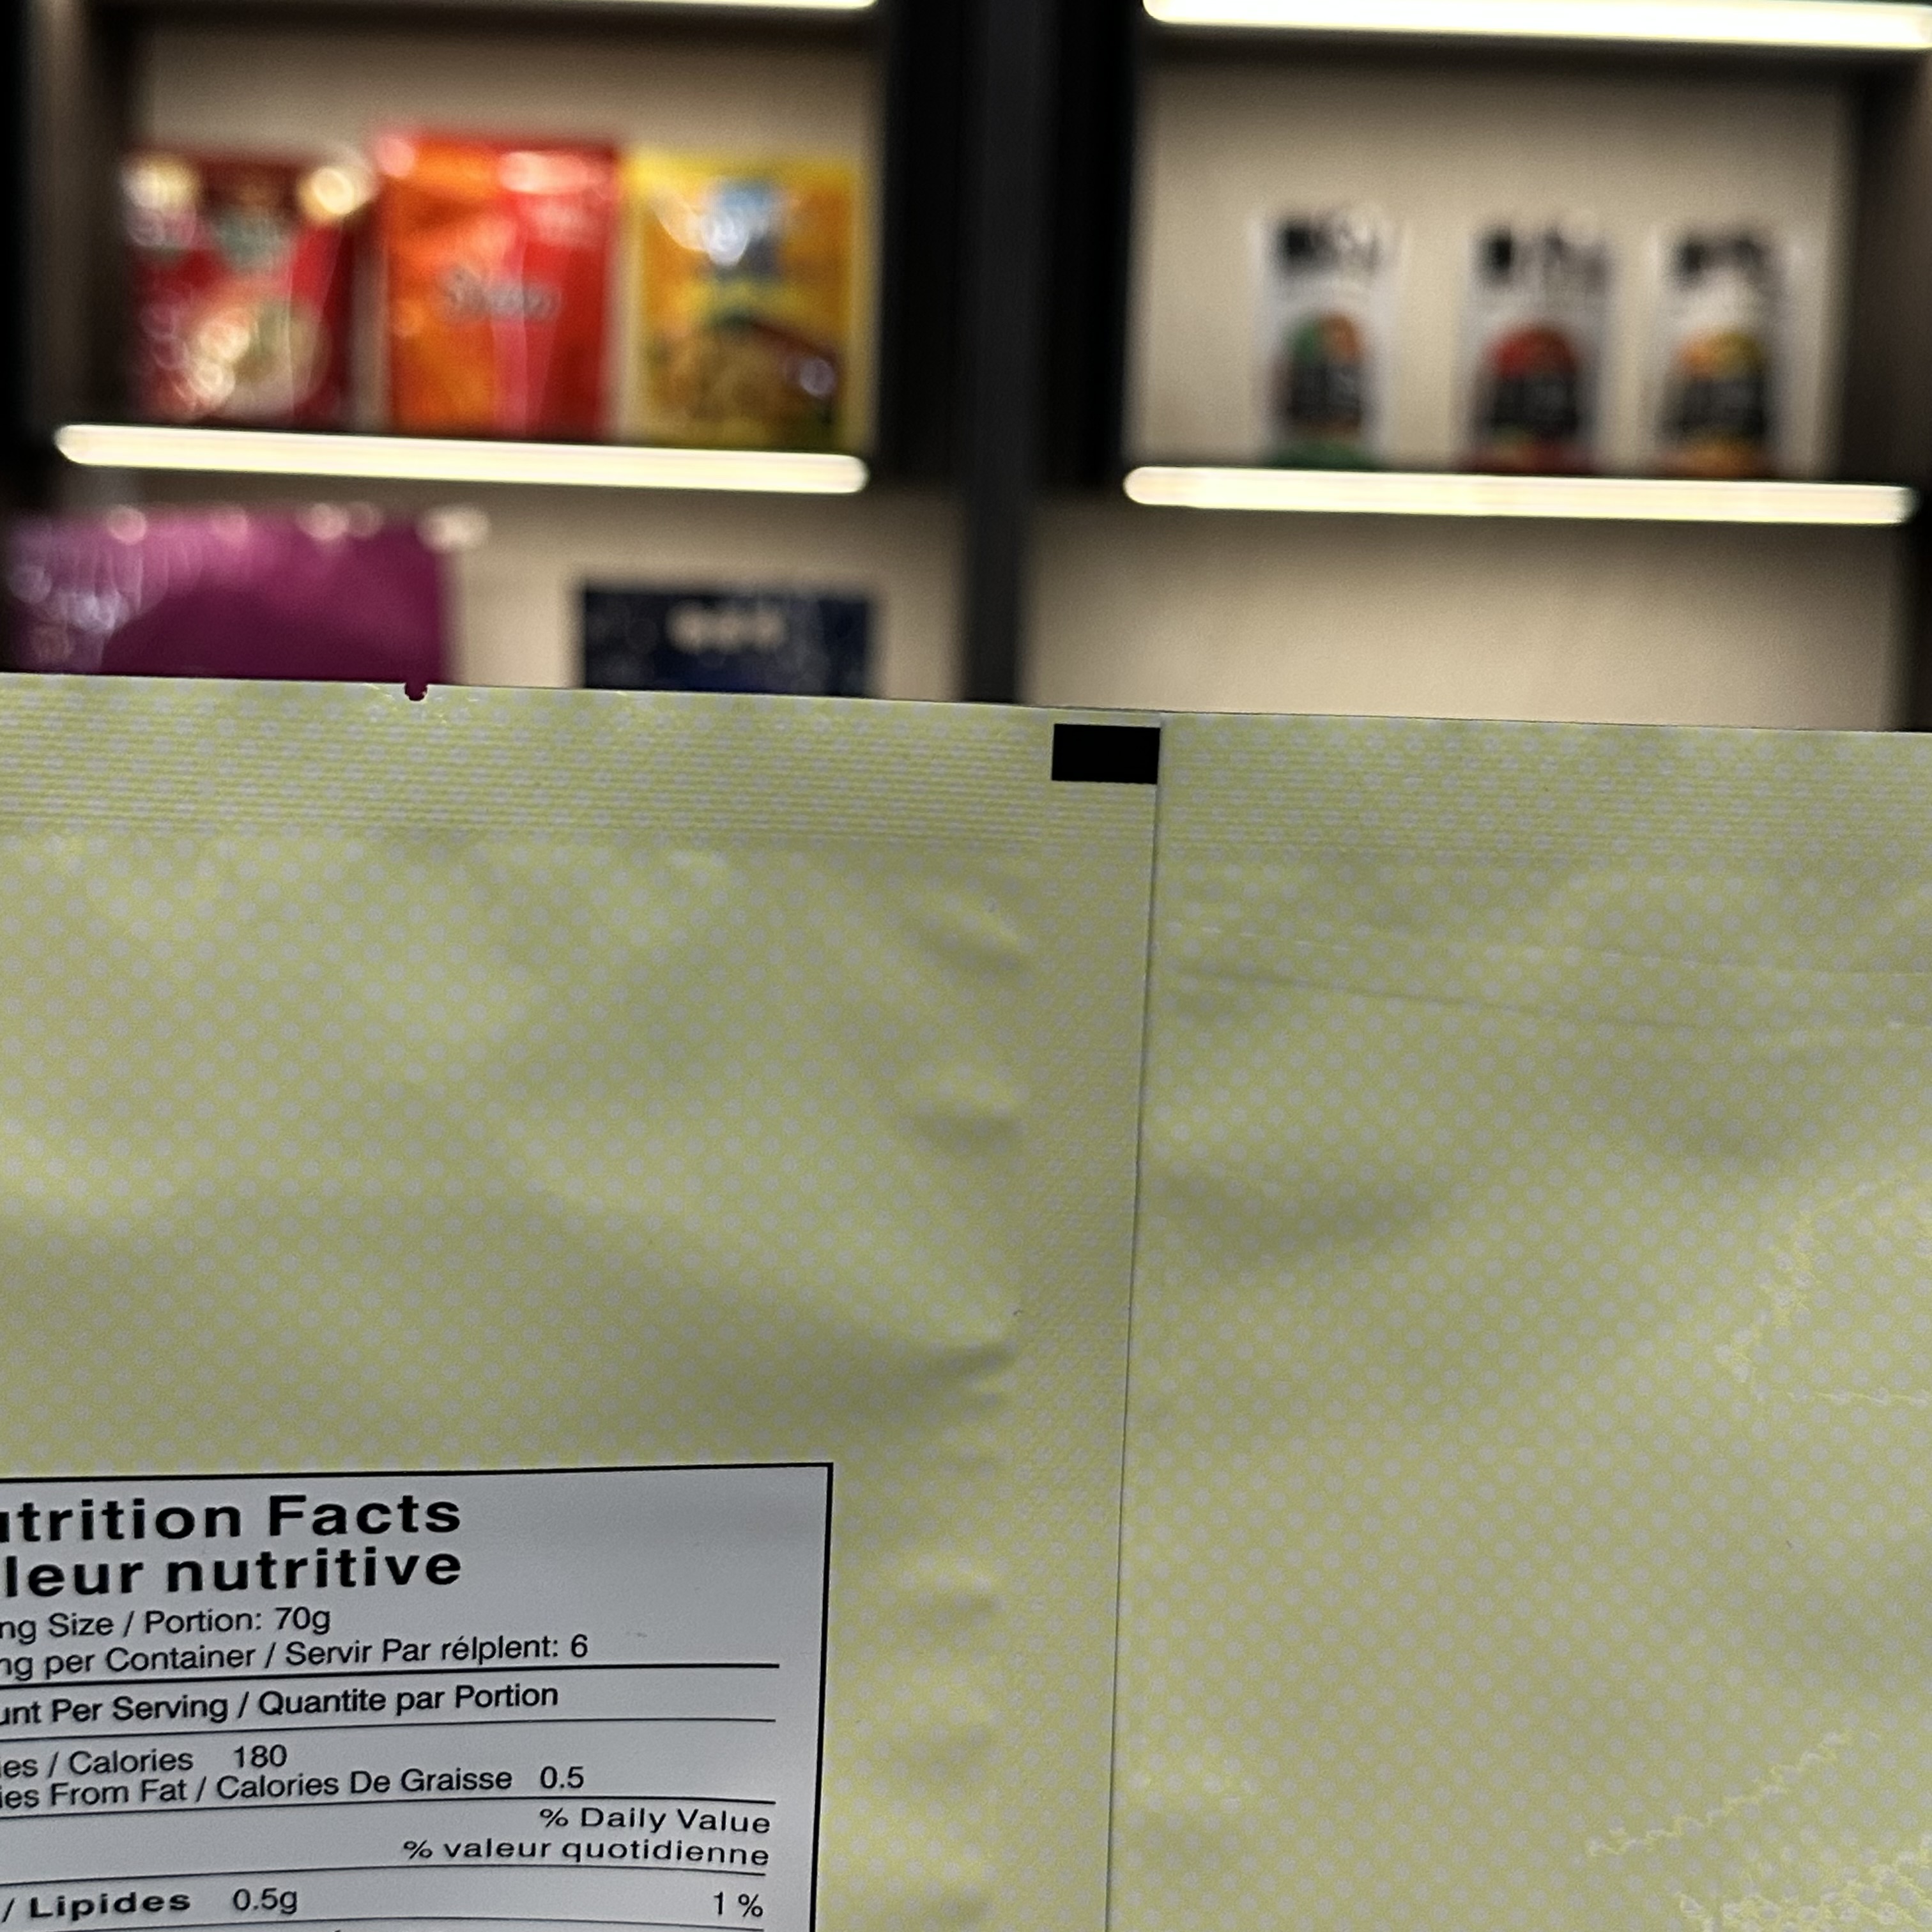 utrition Facts
leur nutritive
ng Size / Portion: 70g
ng per Container / Servir Par rélplent: 6
unt Per Serving / Quantite par Portion
es / Calories 180
ies From Fat / Calories De Graisse 0.5
% Daily Value
% valeur quotidienne
/ Lipides 0.5g 1 %